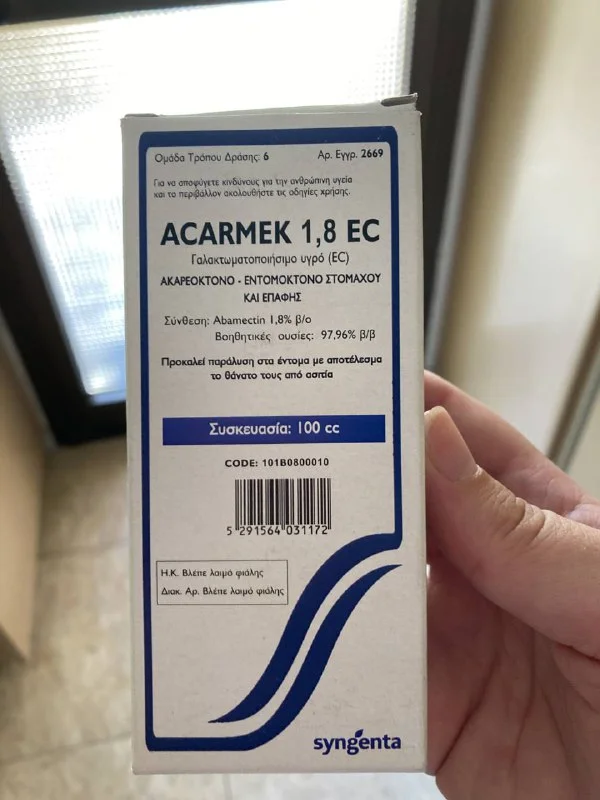 Ομάδα Τρόπου Δράσης: 6 Αρ. Εγγρ. 2669
Για να αποφύγετε κινδύνους για την ανθρώπινη υγεία
και το περιβάλλον ακολουθήστε τις οδηγίες χρήσης.
ACARMEK 1,8 EC
Γαλακτωματοποιήσιμο υγρό (EC)
ΑΚΑΡΕΟΚΤΟΝΟ - ΕΝΤΟΜΟΚΤΟΝΟ ΣΤΟΜΑΧΟΥ
ΚΑΙ ΕΠΑΦΗΣ
Σύνθεση: Abamectin 1,8% β/ο
Βοηθητικές ουσίες: 97,96% β/β
Προκαλεί παράλυση στα έντομα με αποτέλεσμα
το θάνατο τους από ασιτία
Συσκευασία: 100 cc
CODE: 101B0800010
5 291564 031172
Η.Κ. Βλέπε λαιμό φιάλης
Διακ. Αρ. Βλέπε λαιμό φιάλης
syngenta